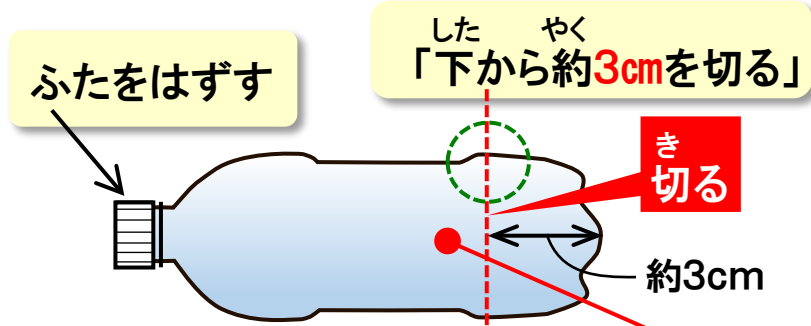 ふたをはずす
した やく
「下から約3cmを切る」
き
切る
約3cm